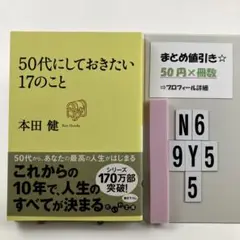 50代にしておきたい
17のこと
本田 健
50代から、あなたの最高の人生がはじまる
これからの
10年で、人生の
すべてが決まる
シリーズ
170万部
突破!
まとめ値引き☆
50円×冊数
⇒プロフィール詳細
N6
9Y5
5